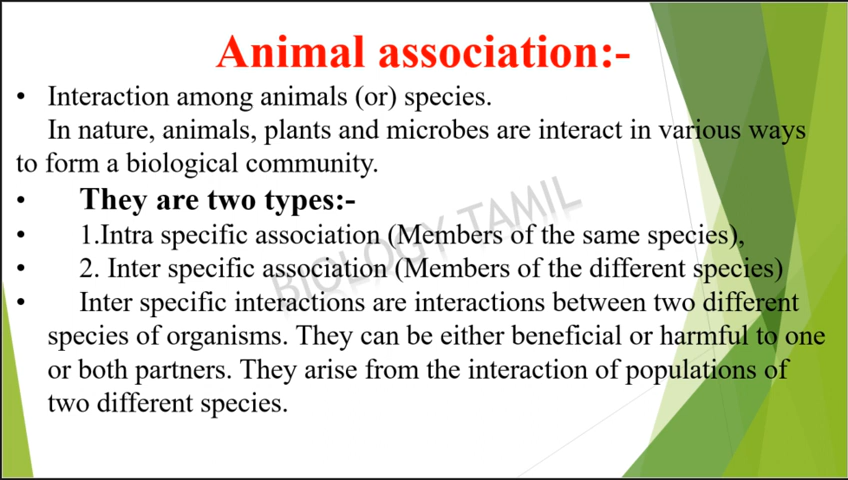 Animal association:-
• Interaction among animals (or) species.
In nature, animals, plants and microbes are interact in various ways
to form a biological community.
• They are two types:-
• 1.Intra specific association (Members of the same species),
• 2. Inter specific association (Members of the different species)
• Inter specific interactions are interactions between two different
species of organisms. They can be either beneficial or harmful to one
or both partners. They arise from the interaction of populations of
two different species.
BIOLOGY TAMIL